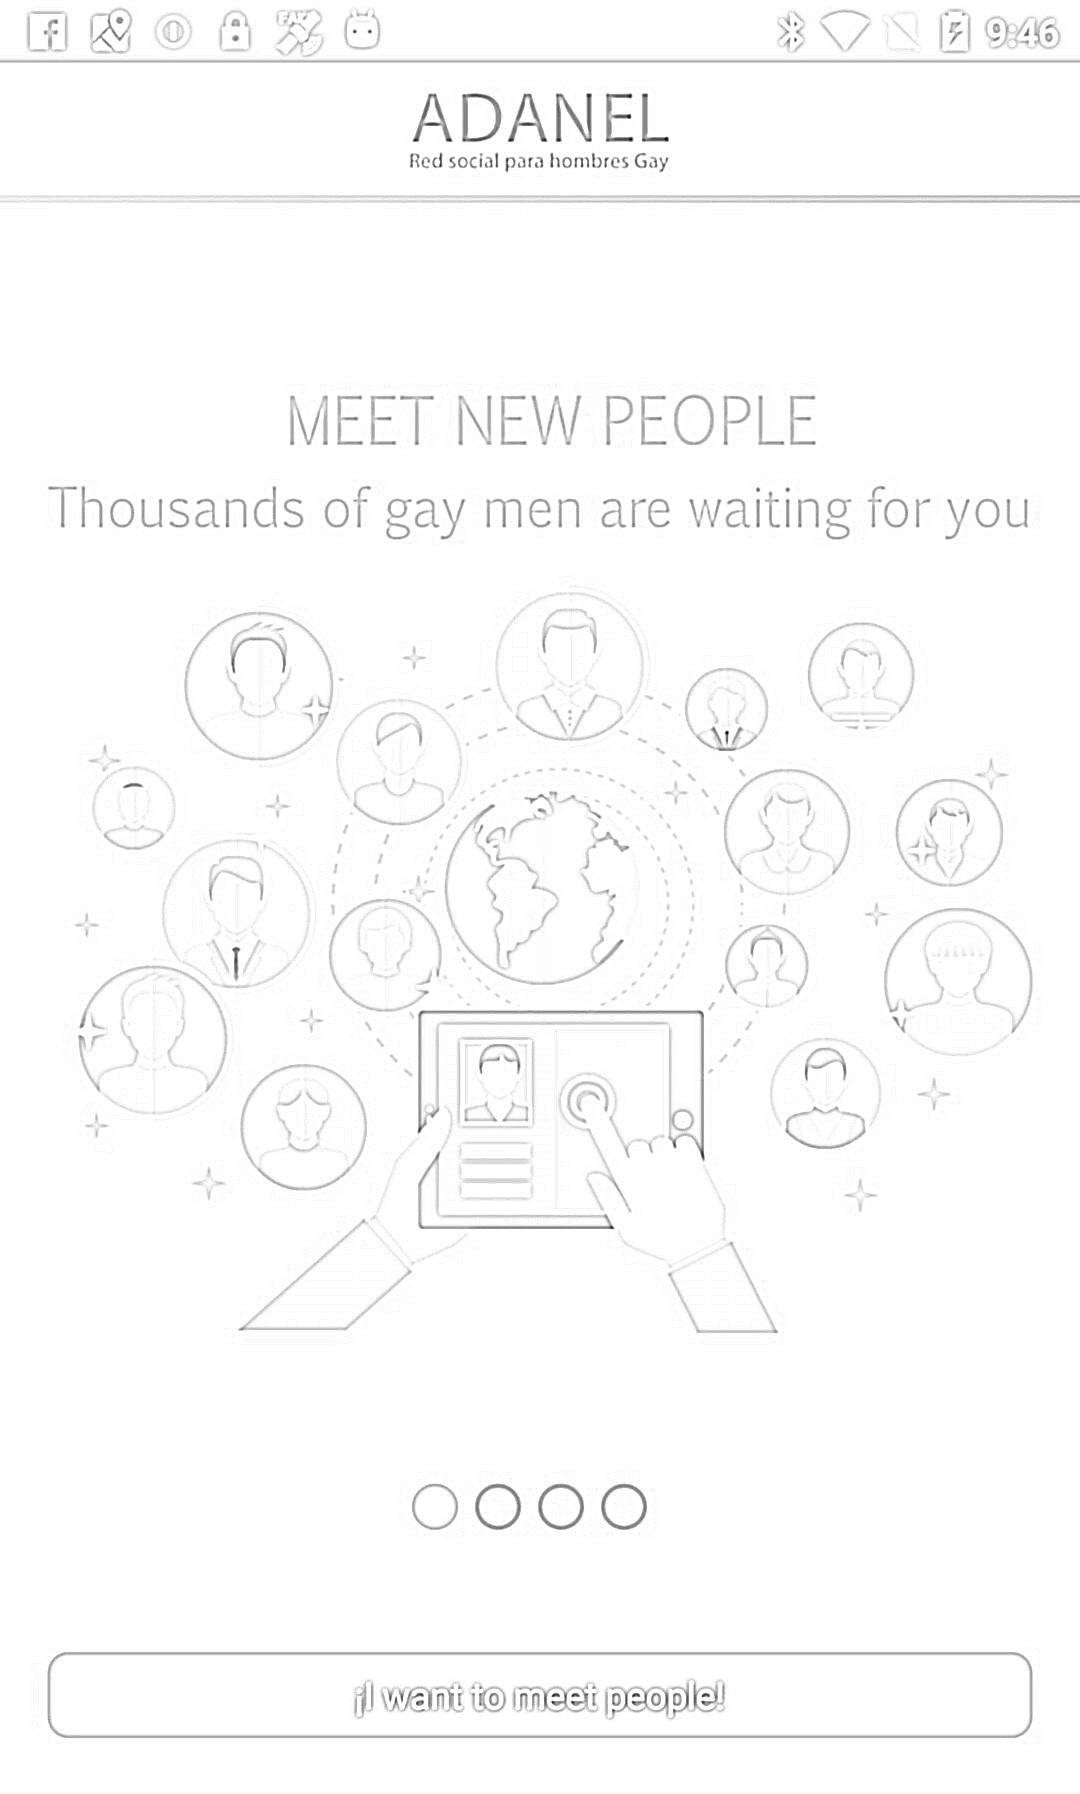 9:46
ADANEL
Red social para hombres Gay
MEET NEW PEOPLE
Thousands of gay men are waiting for you
¡I want to meet people!